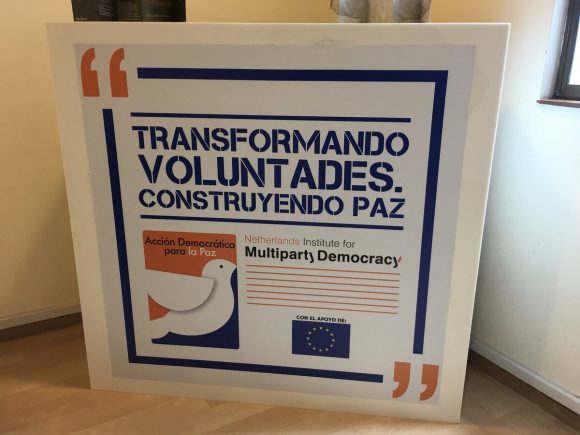 “
TRANSFORMANDO
VOLUNTADES.
CONSTRUYENDO PAZ
Acción Democrática
para la Paz
Netherlands Institute for
Multiparty Democracy
CON EL APOYO DE:
”